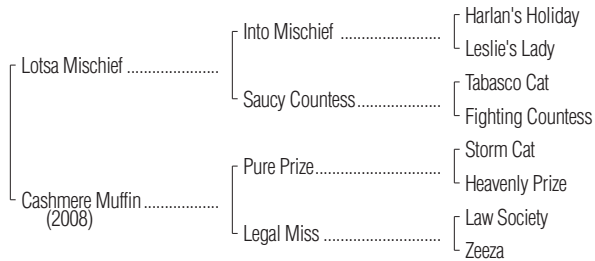 Harlan's Holiday
Into Mischief ....................
Leslie's Lady
Lotsa Mischief ....................
Tabasco Cat
Saucy Countess..................
Fighting Countess
Storm Cat
Pure Prize...........................
Heavenly Prize
Cashmere Muffin ................
(2008)
Law Society
Legal Miss .........................
Zeeza